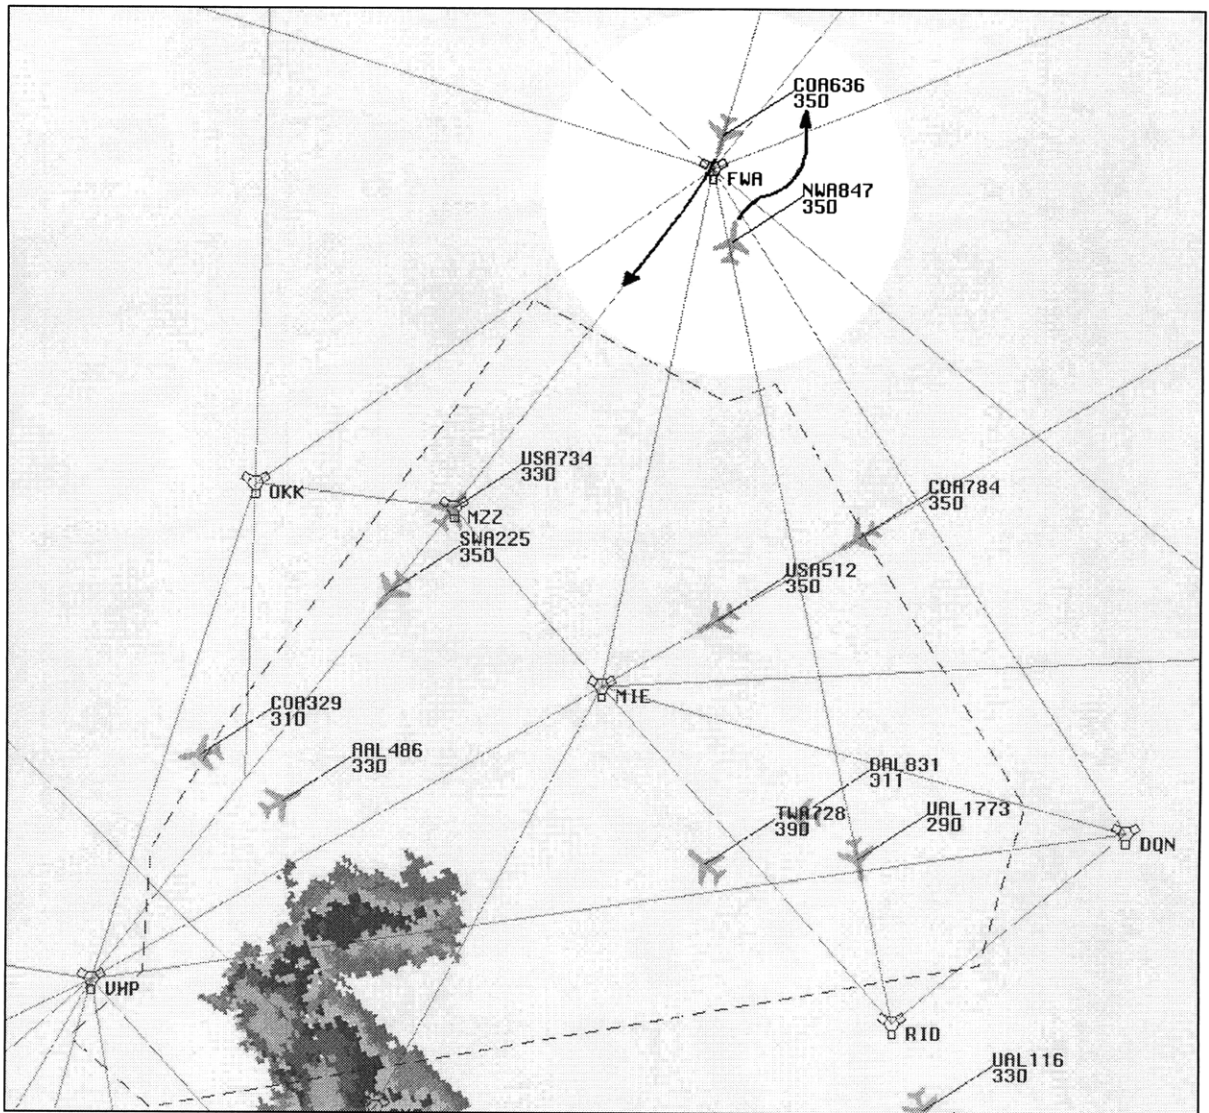 COA636
350
FWA
NWA847
350
USA734
330
OKK
MZZ
COA784
350
SWA225
350
USA512
350
MIE
COA329
310
AAL486
330
DAL831
311
TWA728
390
UAL1773
290
DQN
VHP
RID
UAL116
330